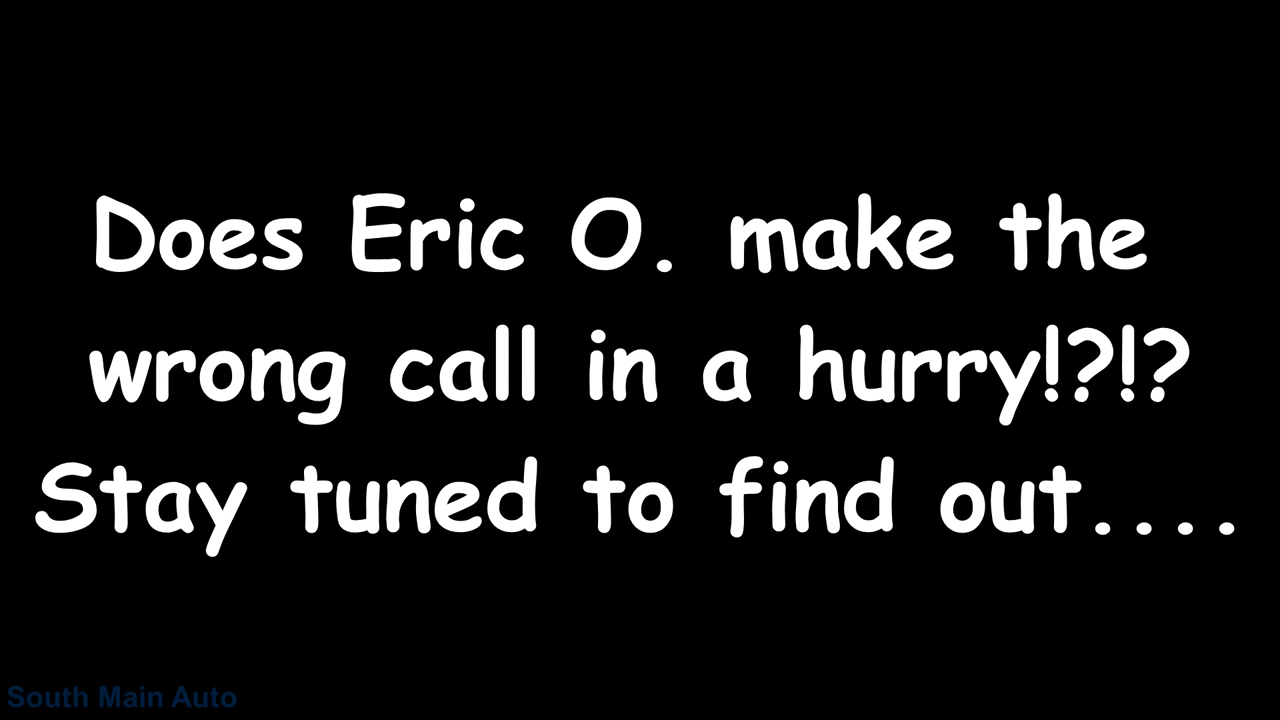 Does Eric O. make the
wrong call in a hurry!?!?
Stay tuned to find out....
South Main Auto